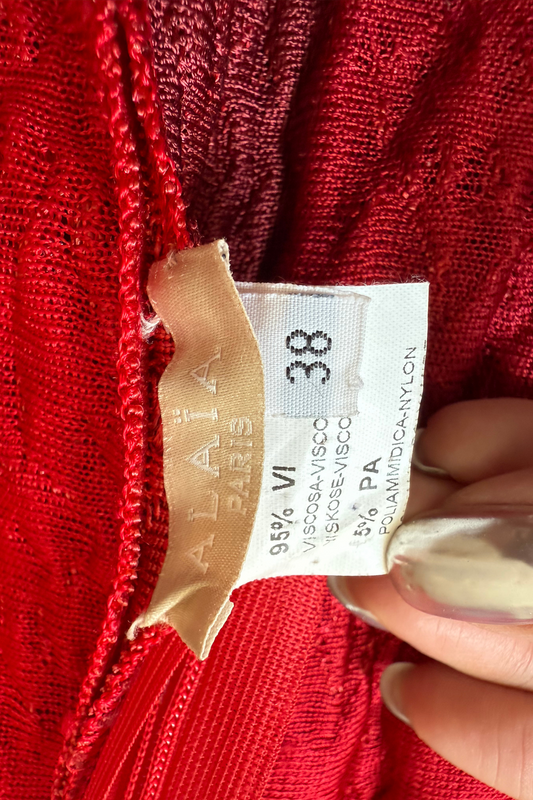 ALAÏA
PARIS
38
95% VI
VISCOSA-VISCO
VISKOSE-VISCO
5% PA
POLIAMMIDICA-NYLON